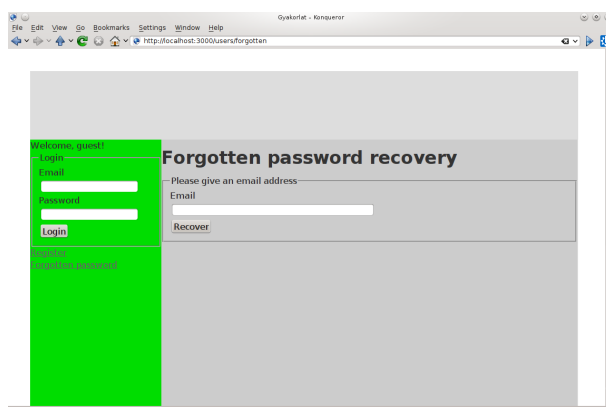 Gyakorlat - Konqueror
File Edit View Go Bookmarks Settings Window Help
http://localhost:3000/users/forgotten
Welcome, guest!
Login
Email
Password
Login
Register
Forgotten password
Forgotten password recovery
Please give an email address
Email
Recover